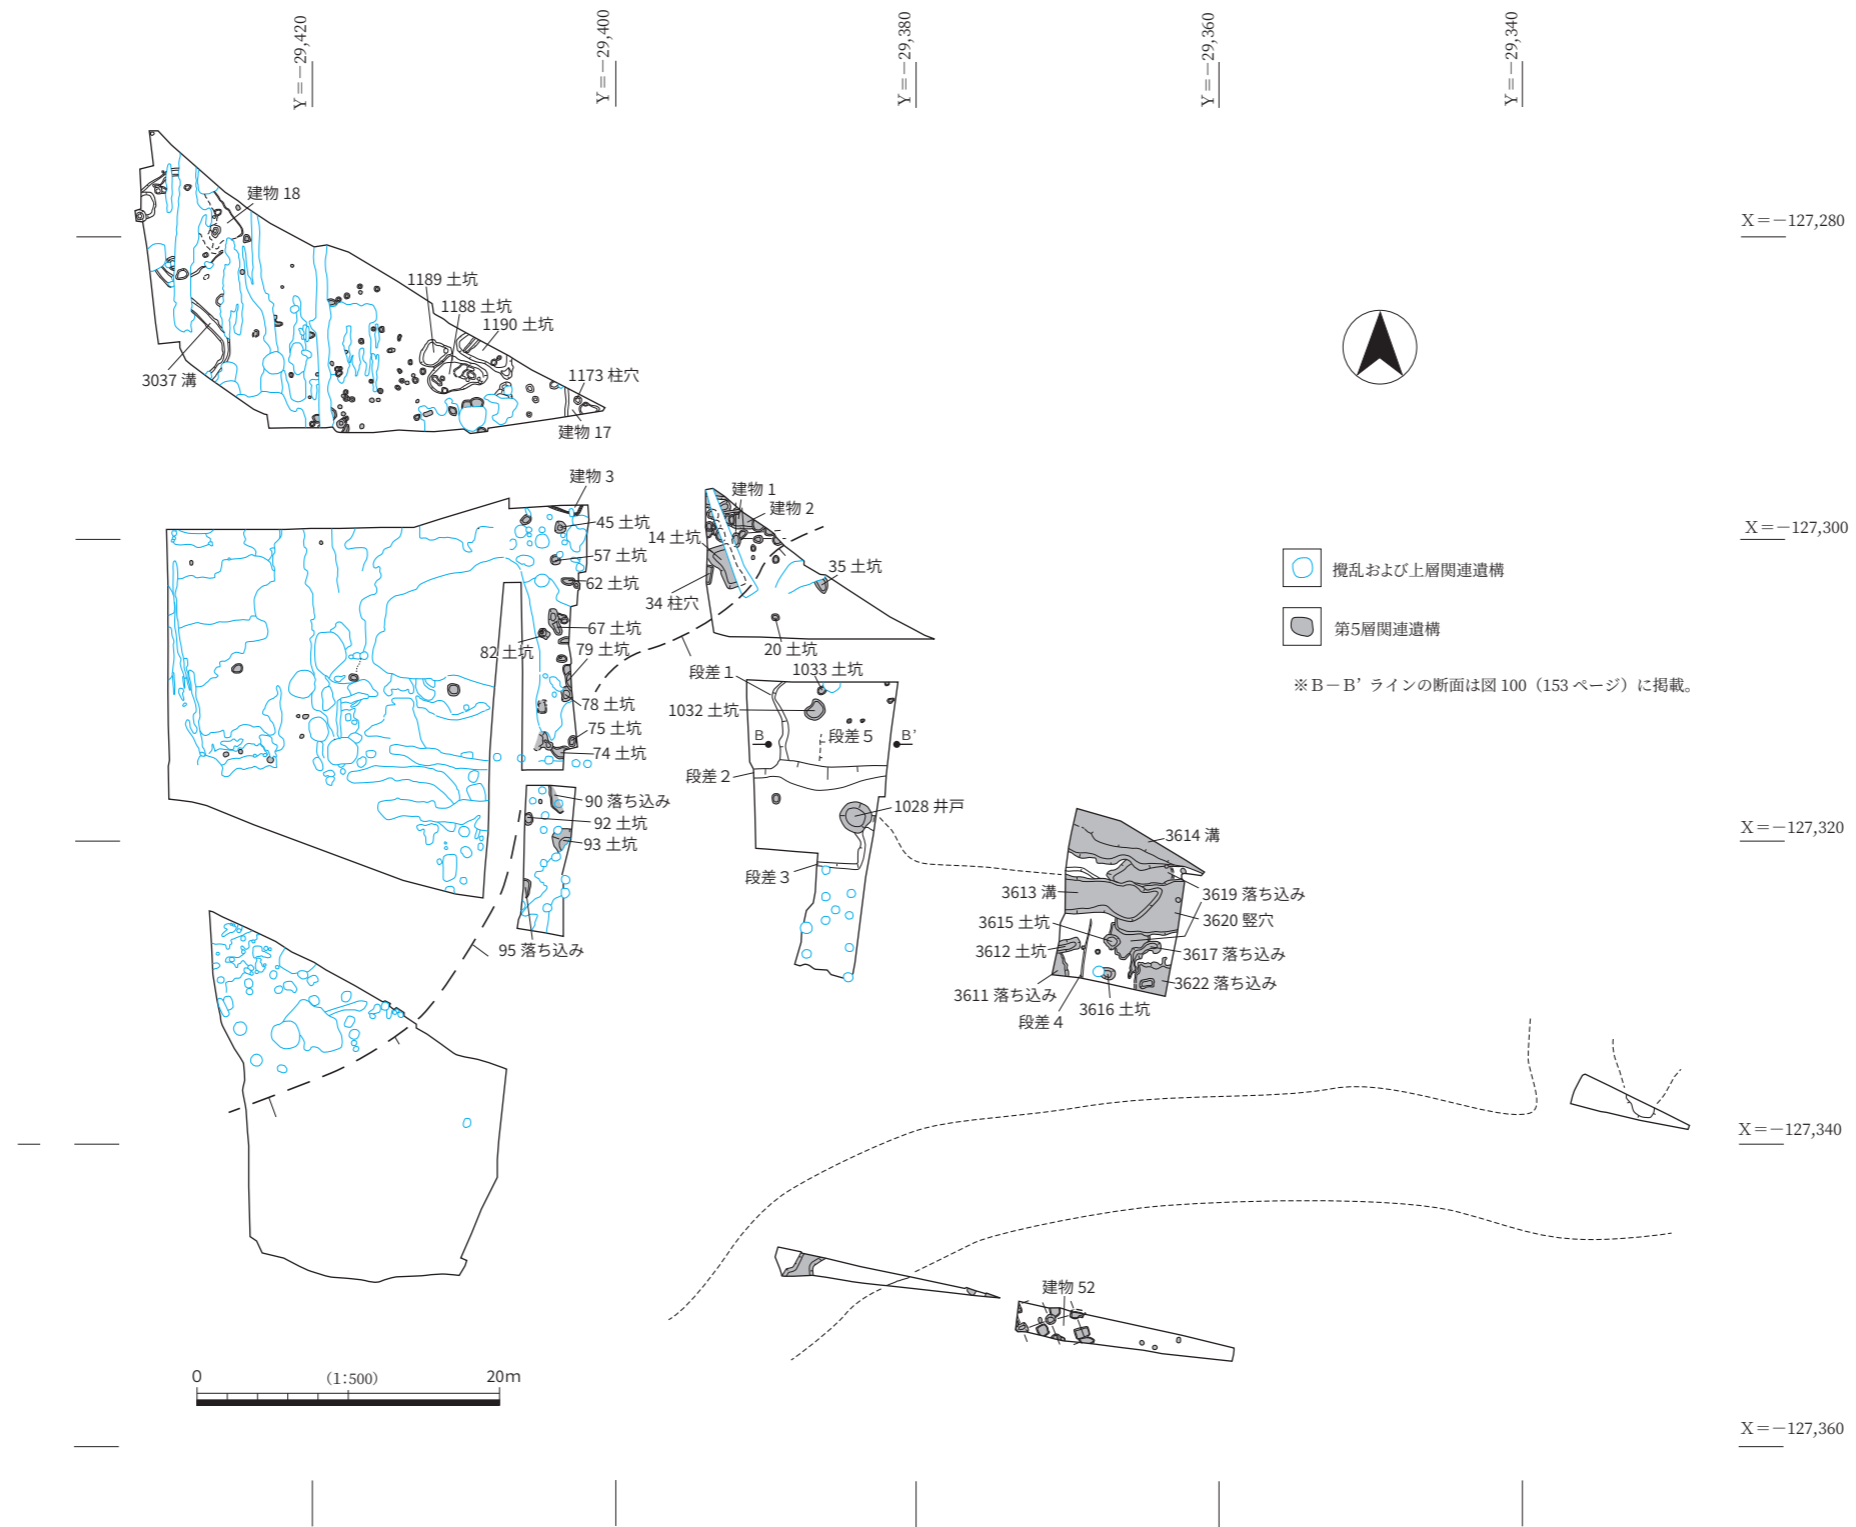 Y＝－29,420
Y＝－29,400
Y＝－29,380
Y＝－29,360
Y＝－29,340
X＝－127,280
X＝－127,300
X＝－127,320
X＝－127,340
X＝－127,360
建物 18
1189 土坑
1188 土坑
1190 土坑
3037 溝
1173 柱穴
建物 17
建物 3
45 土坑
57 土坑
62 土坑
67 土坑
82 土坑
79 土坑
78 土坑
75 土坑
74 土坑
90 落ち込み
92 土坑
93 土坑
95 落ち込み
建物 1
建物 2
14 土坑
34 柱穴
35 土坑
20 土坑
段差 1
1033 土坑
1032 土坑
B
B’
段差 5
段差 2
1028 井戸
段差 3
3614 溝
3613 溝
3619 落ち込み
3620 竪穴
3615 土坑
3612 土坑
3617 落ち込み
3611 落ち込み
3622 落ち込み
3616 土坑
段差 4
建物 52
攪乱および上層関連遺構
第5層関連遺構
※B－B’ ラインの断面は図 100（153 ページ）に掲載。
0
（1:500）
20m